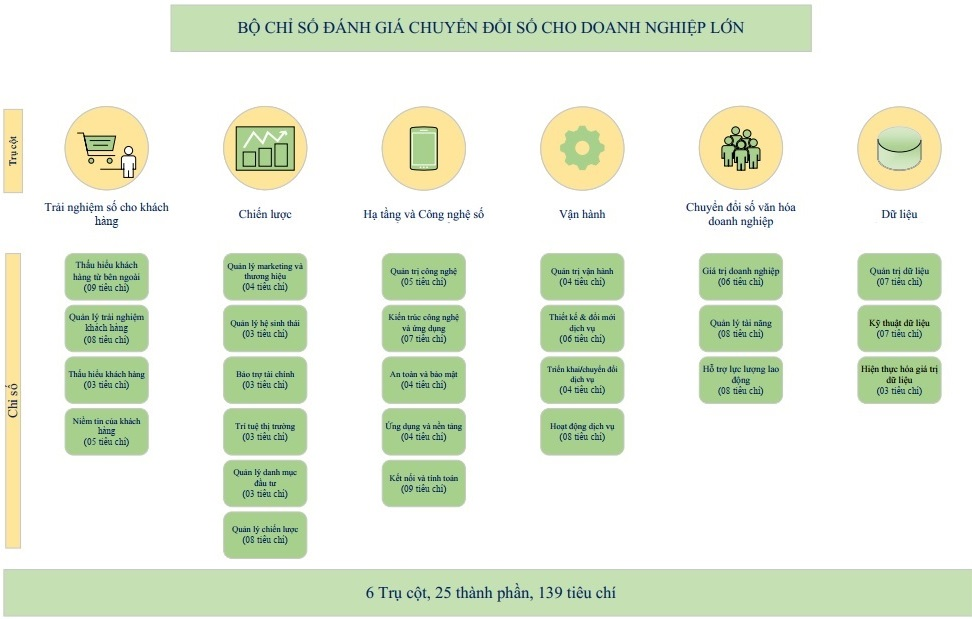 BỘ CHỈ SỐ ĐÁNH GIÁ CHUYỂN ĐỔI SỐ CHO DOANH NGHIỆP LỚN
Trụ cột
Trải nghiệm số cho khách
hàng
Chiến lược
Hạ tầng và Công nghệ số
Vận hành
Chuyển đổi số văn hóa
doanh nghiệp
Dữ liệu
Chỉ số
Thấu hiểu khách
hàng từ bên ngoài
(09 tiêu chí)
Quản lý trải nghiệm
khách hàng
(08 tiêu chí)
Thấu hiểu khách hàng
(03 tiêu chí)
Niềm tin của khách
hàng
(05 tiêu chí)
Quản lý marketing và
thương hiệu
(04 tiêu chí)
Quản lý hệ sinh thái
(03 tiêu chí)
Bảo trợ tài chính
(03 tiêu chí)
Trí tuệ thị trường
(03 tiêu chí)
Quản lý danh mục
đầu tư
(03 tiêu chí)
Quản lý chiến lược
(08 tiêu chí)
Quản trị công nghệ
(05 tiêu chí)
Kiến trúc công nghệ
và ứng dụng
(07 tiêu chí)
An toàn và bảo mật
(04 tiêu chí)
Ứng dụng và nền tảng
(04 tiêu chí)
Kết nối và tính toán
(09 tiêu chí)
Quản trị vận hành
(04 tiêu chí)
Thiết kế & đổi mới
dịch vụ
(06 tiêu chí)
Triển khai/chuyển đổi
dịch vụ
(04 tiêu chí)
Hoạt động dịch vụ
(08 tiêu chí)
Giá trị doanh nghiệp
(06 tiêu chí)
Quản lý tài năng
(08 tiêu chí)
Hỗ trợ lực lượng lao
động
(08 tiêu chí)
Quản trị dữ liệu
(07 tiêu chí)
Kỹ thuật dữ liệu
(07 tiêu chí)
Hiện thực hóa giá trị
dữ liệu
(03 tiêu chí)
6 Trụ cột, 25 thành phần, 139 tiêu chí